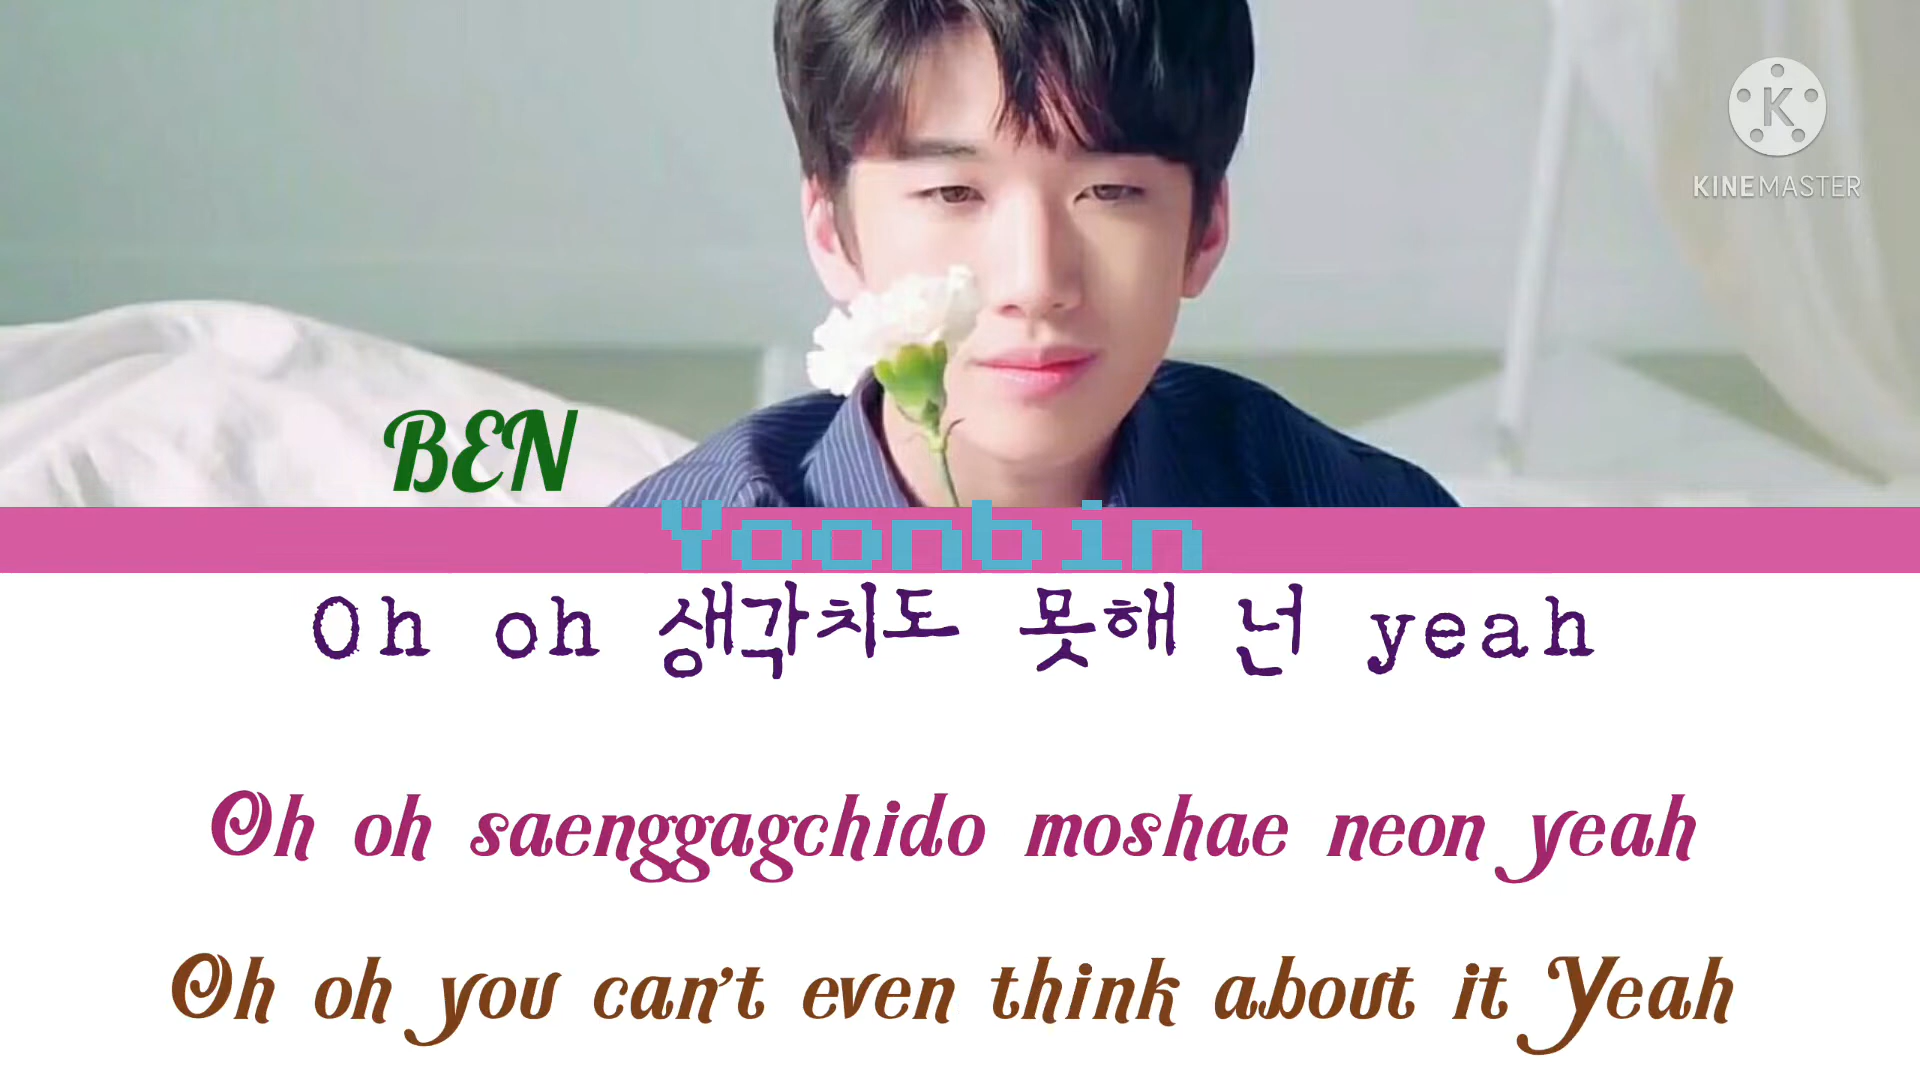 K
KINEMASTER
BEN
Yoonbin
Oh oh 생각치도 못해 넌 yeah
Oh oh saenggagchido moshae neon yeah
Oh oh you can't even think about it Yeah